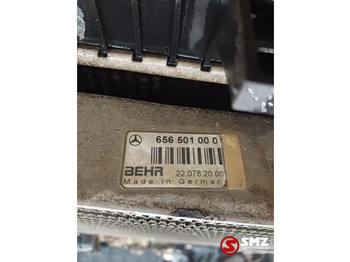 656 501 00 01
BEHR 22.078.20.00
Made in Germany
SMZ